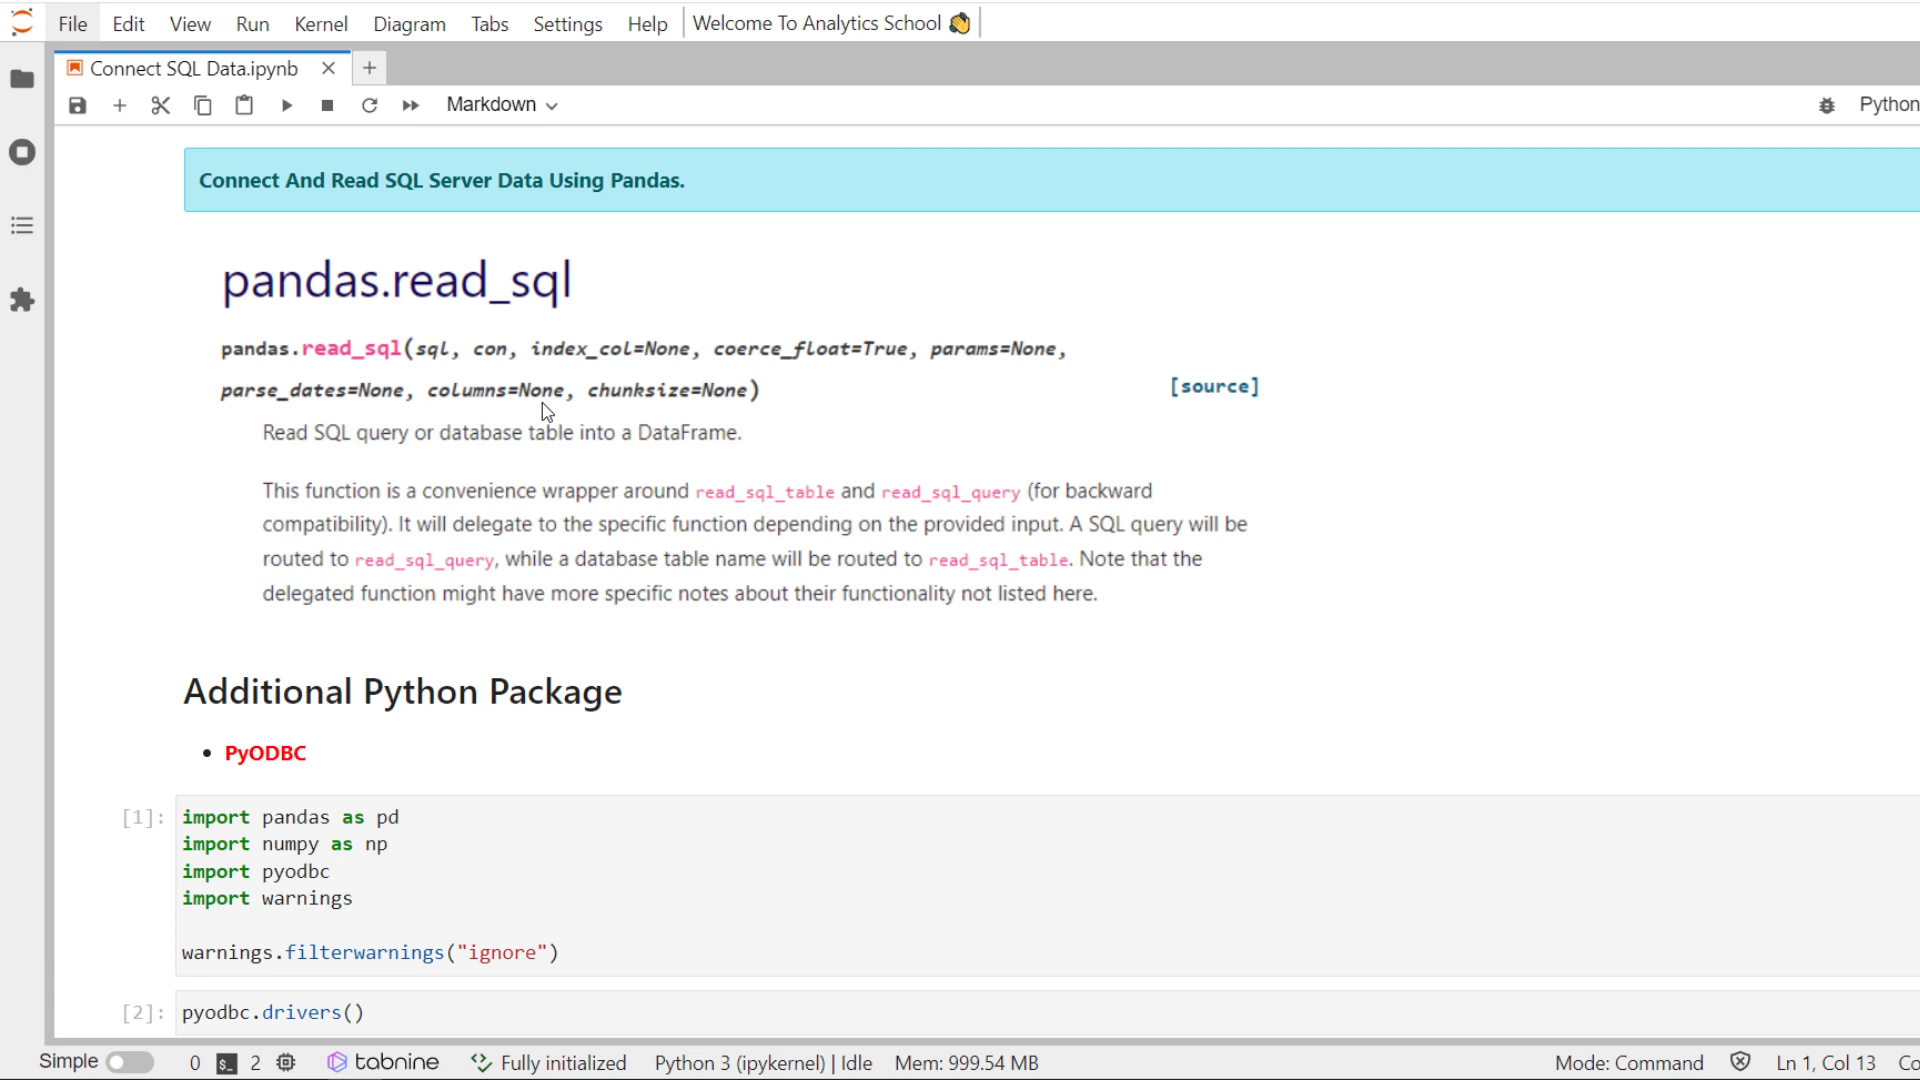 File Edit View Run Kernel Diagram Tabs Settings Help Welcome To Analytics School 👋
Connect SQL Data.ipynb
Markdown
Python
Connect And Read SQL Server Data Using Pandas.
pandas.read_sql
pandas.read_sql(sql, con, index_col=None, coerce_float=True, params=None,
parse_dates=None, columns=None, chunksize=None)
[source]
Read SQL query or database table into a DataFrame.
This function is a convenience wrapper around read_sql_table and read_sql_query (for backward
compatibility). It will delegate to the specific function depending on the provided input. A SQL query will be
routed to read_sql_query, while a database table name will be routed to read_sql_table. Note that the
delegated function might have more specific notes about their functionality not listed here.
Additional Python Package
• PyODBC
[1]: import pandas as pd
import numpy as np
import pyodbc
import warnings
warnings.filterwarnings("ignore")
[2]: pyodbc.drivers()
Simple 0 2 tabnine Fully initialized Python 3 (ipykernel) | Idle Mem: 999.54 MB Mode: Command Ln 1, Col 13 Co